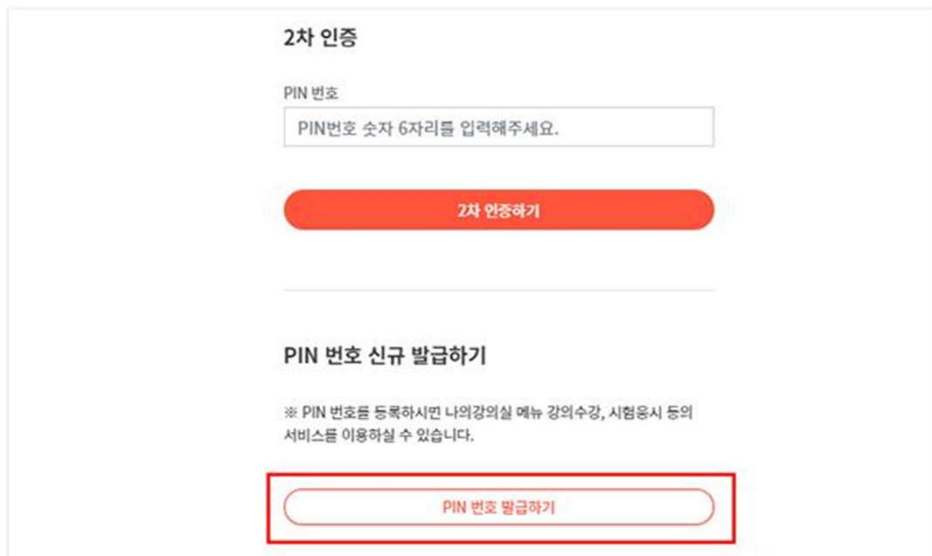 2차 인증
PIN 번호
PIN번호 숫자 6자리를 입력해주세요.
2차 인증하기
PIN 번호 신규 발급하기
※ PIN 번호를 등록하시면 나의강의실 메뉴 강의수강, 시험응시 등의
서비스를 이용하실 수 있습니다.
PIN 번호 발급하기